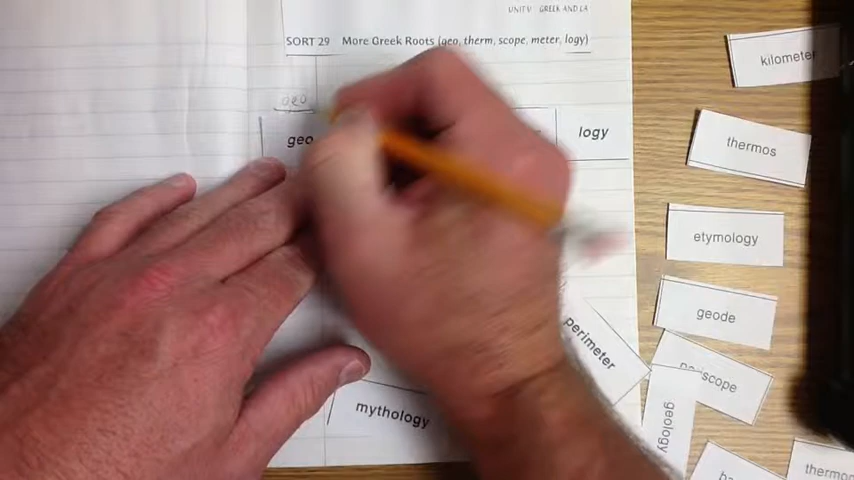 UNIT V GREEK AND LA
SORT 29 More Greek Roots (geo, therm, scope, meter, logy)
geo
geo
logy
kilometer
thermos
etymology
geode
perimeter
periscope
geology
mythology